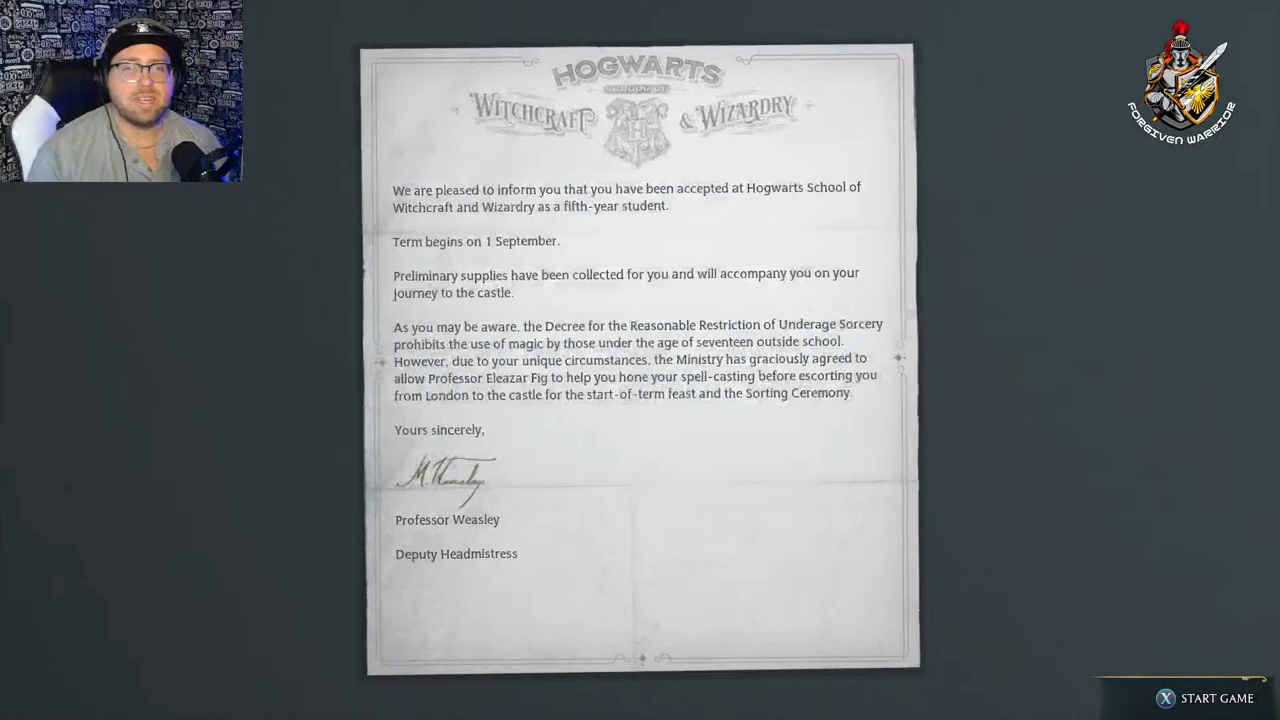 HOGWARTS
SCHOOL OF
WITCHCRAFT & WIZARDRY
H
We are pleased to inform you that you have been accepted at Hogwarts School of
Witchcraft and Wizardry as a fifth-year student.
Term begins on 1 September.
Preliminary supplies have been collected for you and will accompany you on your
journey to the castle.
As you may be aware, the Decree for the Reasonable Restriction of Underage Sorcery
prohibits the use of magic by those under the age of seventeen outside school.
However, due to your unique circumstances, the Ministry has graciously agreed to
allow Professor Eleazar Fig to help you hone your spell-casting before escorting you
from London to the castle for the start-of-term feast and the Sorting Ceremony.
Yours sincerely,
M. Weasley
Professor Weasley
Deputy Headmistress
FORGIVEN WARRIOR
X START GAME